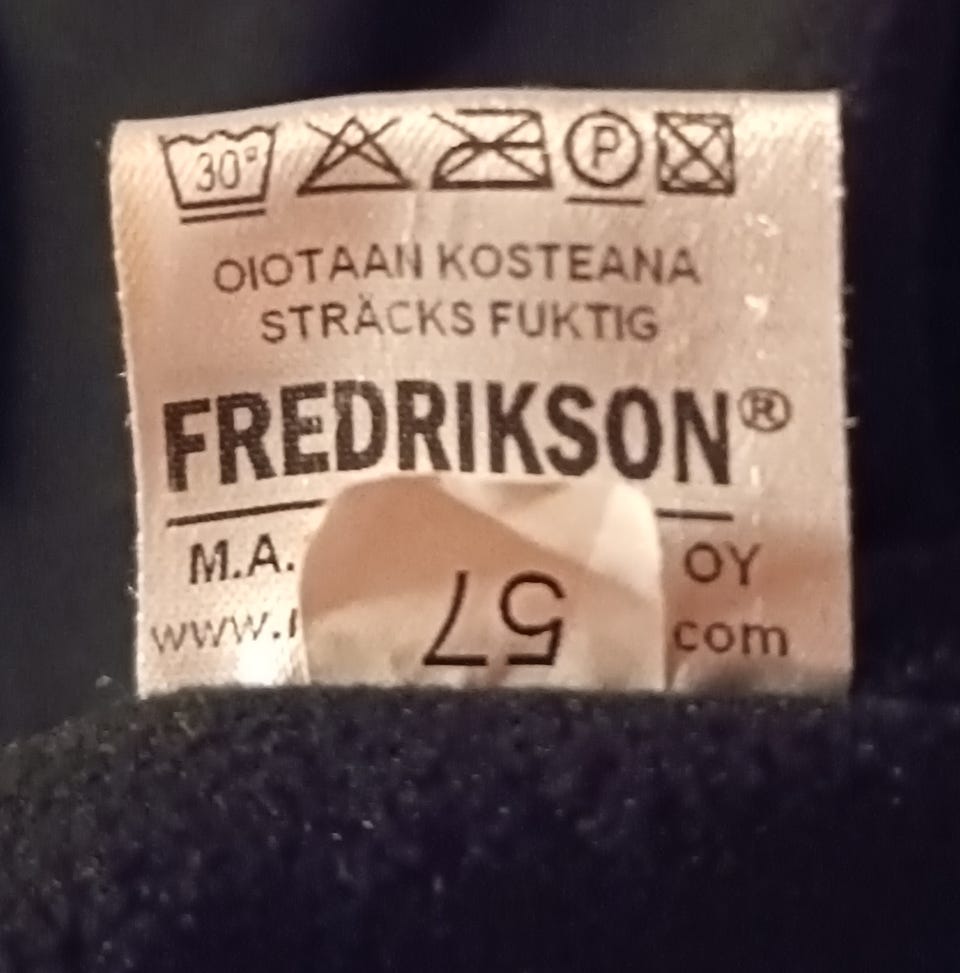 30°
P
OIOTAAN KOSTEANA
STRÄCKS FUKTIG
FREDRIKSON®
M.A. OY
www. com
57